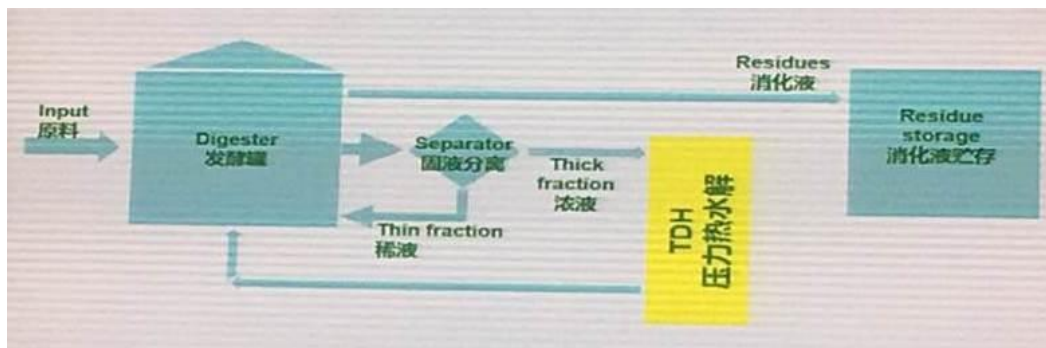 Input
原料
Digester
发酵罐
Separator
固液分离
Thick
fraction
浓液
Thin fraction
稀液
TDH
压力热水解
Residues
消化液
Residue
storage
消化液贮存